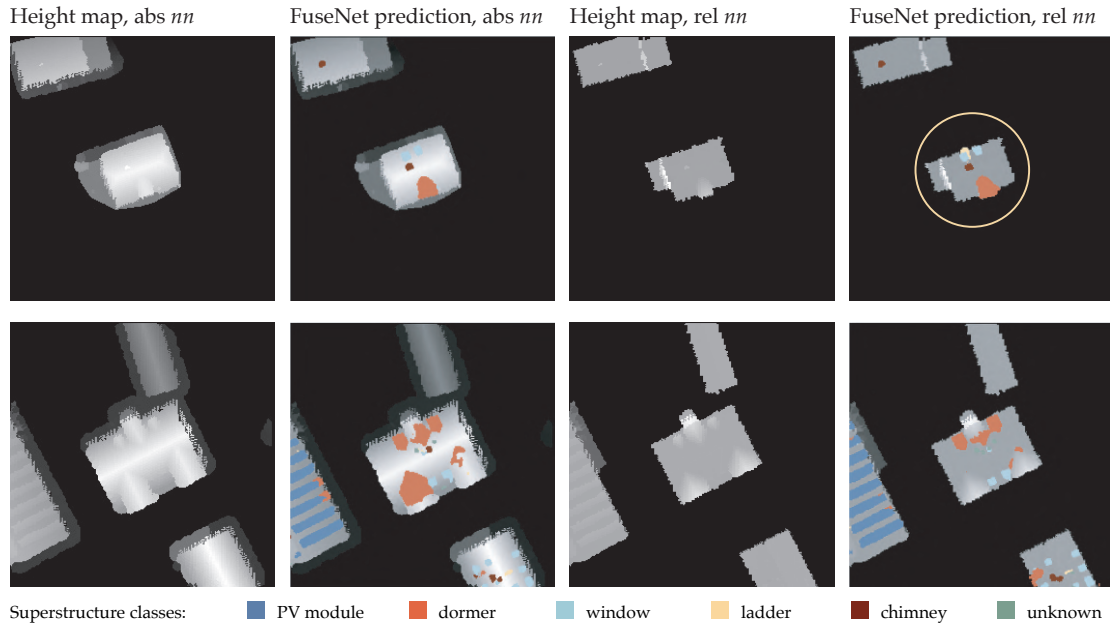 Height map, abs nn
FuseNet prediction, abs nn
Height map, rel nn
FuseNet prediction, rel nn
Superstructure classes:
PV module
dormer
window
ladder
chimney
unknown